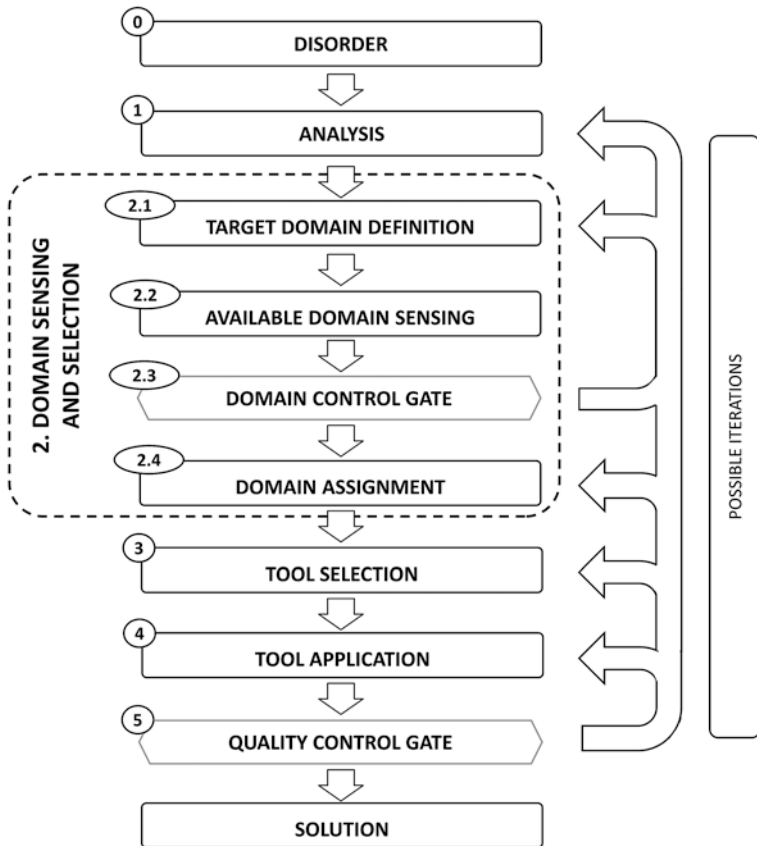 0
DISORDER
1
ANALYSIS
2. DOMAIN SENSING
AND SELECTION
2.1
TARGET DOMAIN DEFINITION
2.2
AVAILABLE DOMAIN SENSING
2.3
DOMAIN CONTROL GATE
2.4
DOMAIN ASSIGNMENT
3
TOOL SELECTION
4
TOOL APPLICATION
5
QUALITY CONTROL GATE
SOLUTION
POSSIBLE ITERATIONS